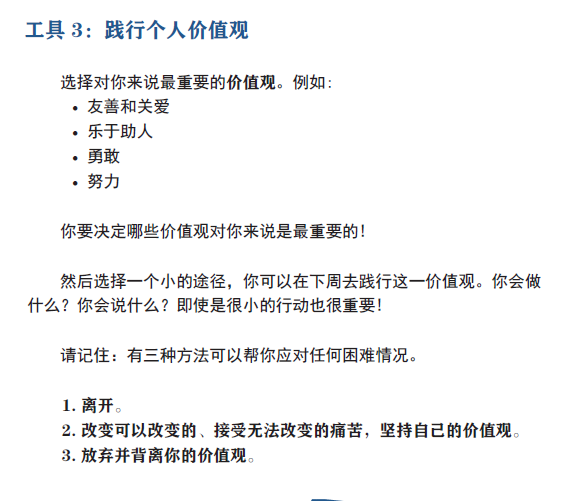 工具 3：践行个人价值观
选择对你来说最重要的价值观。例如：
• 友善和关爱
• 乐于助人
• 勇敢
• 努力
你要决定哪些价值观对你来说是最重要的！
然后选择一个小的途径，你可以在下周去践行这一价值观。你会做
什么？你会说什么？即使是很小的行动也很重要！
请记住：有三种方法可以帮你应对任何困难情况。
1. 离开。
2. 改变可以改变的、接受无法改变的痛苦，坚持自己的价值观。
3. 放弃并背离你的价值观。